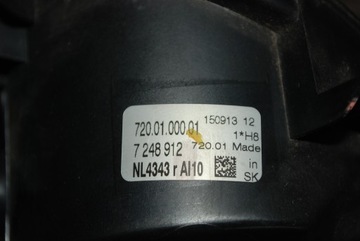 720.01.000.01 150913 12
1*H8
7 248 912 720.01 Made
NL4343 r AI10 in
SK